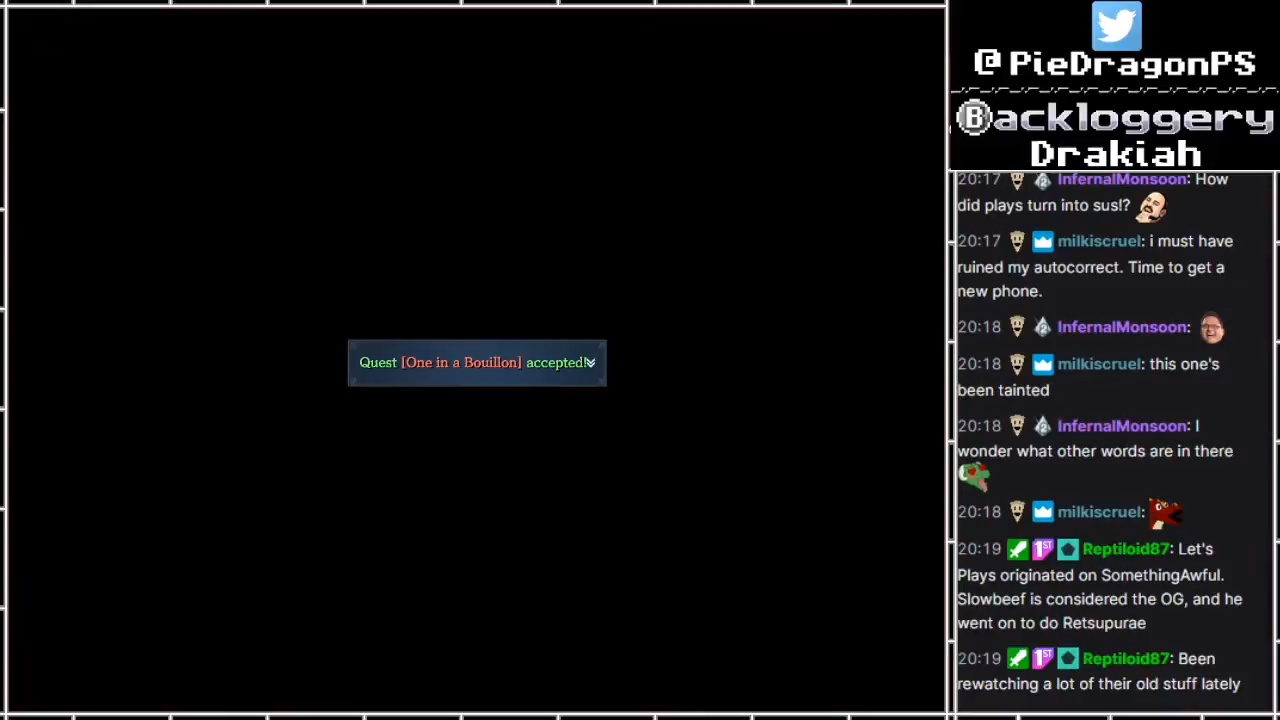 @PieDragonPS
Backloggery
Drakiah
Quest [One in a Bouillon] accepted!
20:17 InfernalMonsoon: How
did plays turn into sus!?
20:17 milkiscruel: i must have
ruined my autocorrect. Time to get a
new phone.
20:18 InfernalMonsoon:
20:18 milkiscruel: this one's
been tainted
20:18 InfernalMonsoon: I
wonder what other words are in there
20:18 milkiscruel:
20:19 1ST Reptiloid87: Let's
Plays originated on SomethingAwful.
Slowbeef is considered the OG, and he
went on to do Retsupurae
20:19 1ST Reptiloid87: Been
rewatching a lot of their old stuff lately